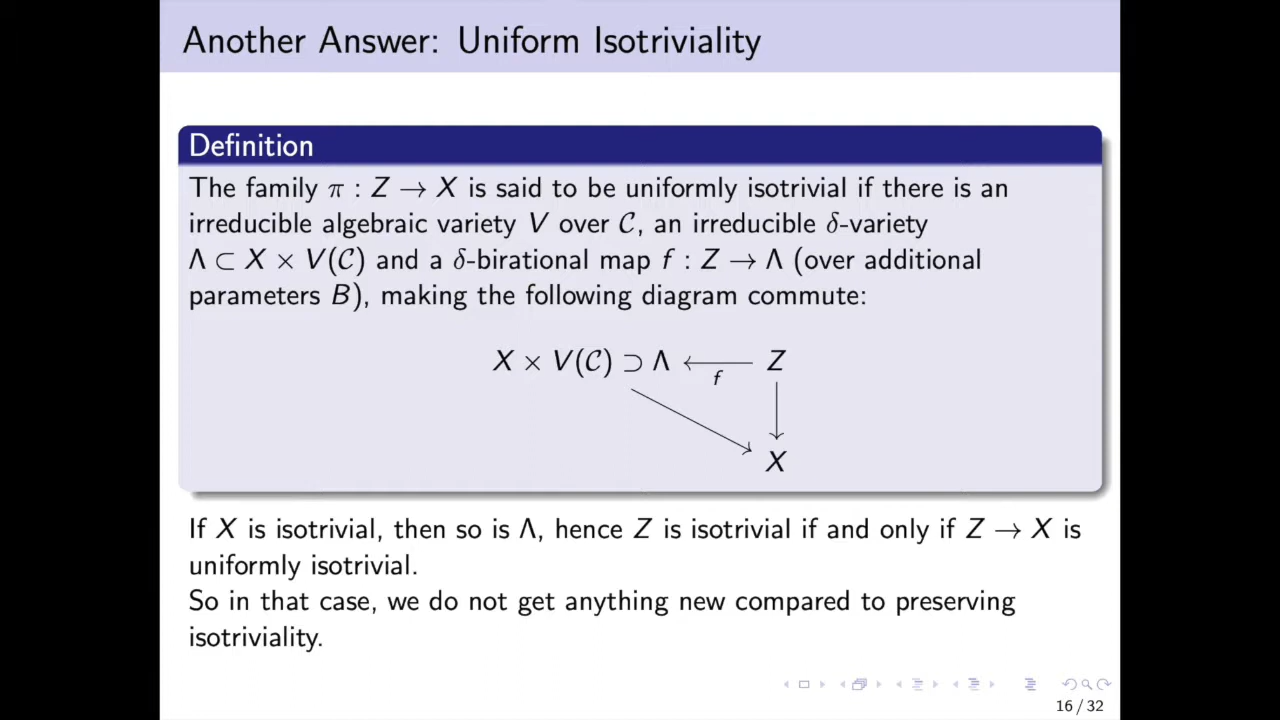 Another Answer: Uniform Isotriviality
Definition
The family π : Z → X is said to be uniformly isotrivial if there is an
irreducible algebraic variety V over 𝒞, an irreducible δ-variety
Λ ⊂ X × V(𝒞) and a δ-birational map f : Z → Λ (over additional
parameters B), making the following diagram commute:
X × V(𝒞) ⊃ Λ ← Z
f
X
If X is isotrivial, then so is Λ, hence Z is isotrivial if and only if Z → X is
uniformly isotrivial.
So in that case, we do not get anything new compared to preserving
isotriviality.
16 / 32